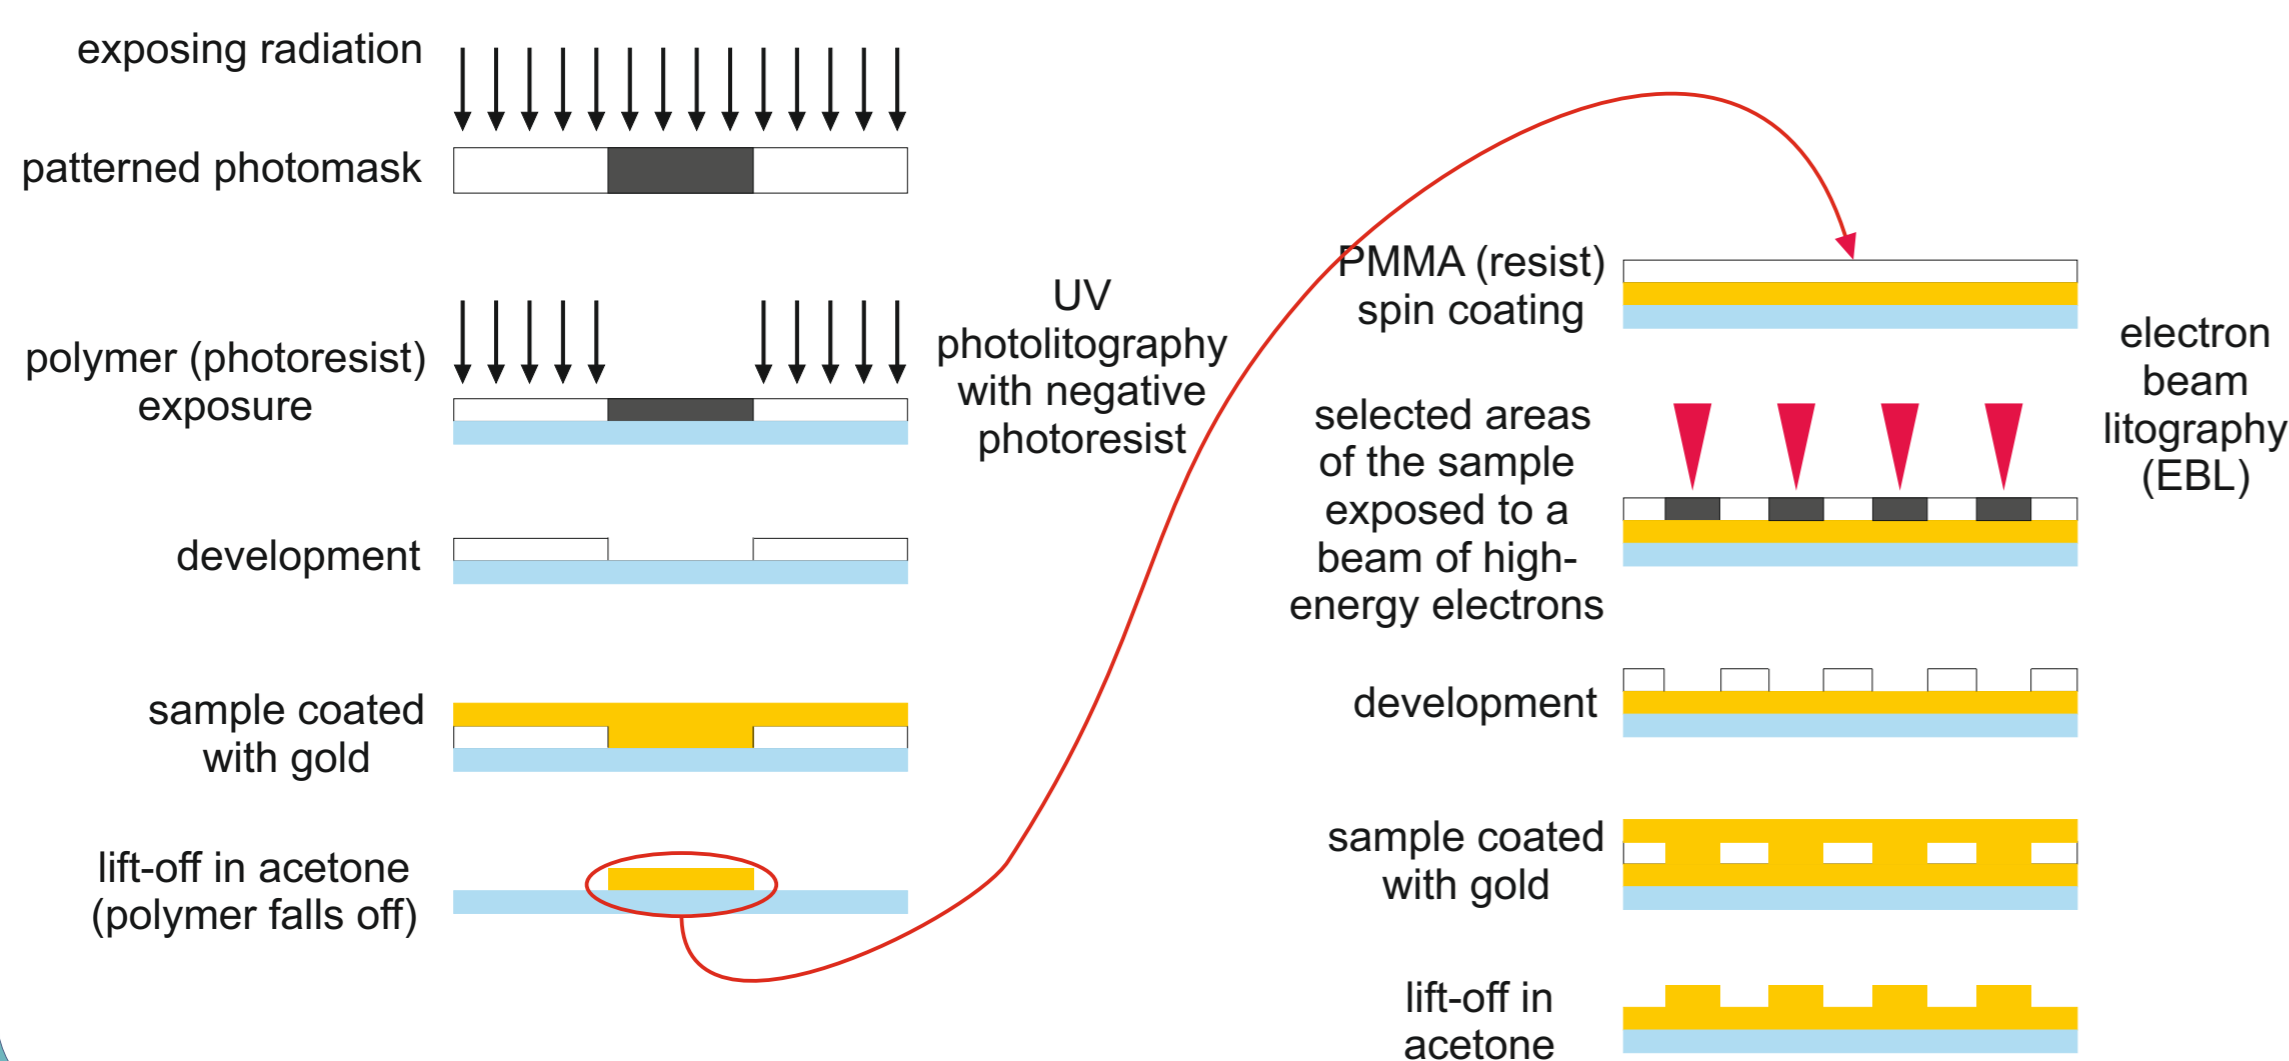 exposing radiation
patterned photomask
polymer (photoresist)
exposure
UV
photolitography
with negative
photoresist
development
sample coated
with gold
lift-off in acetone
(polymer falls off)
PMMA (resist)
spin coating
electron
beam
litography
(EBL)
selected areas
of the sample
exposed to a
beam of high-
energy electrons
development
sample coated
with gold
lift-off in
acetone